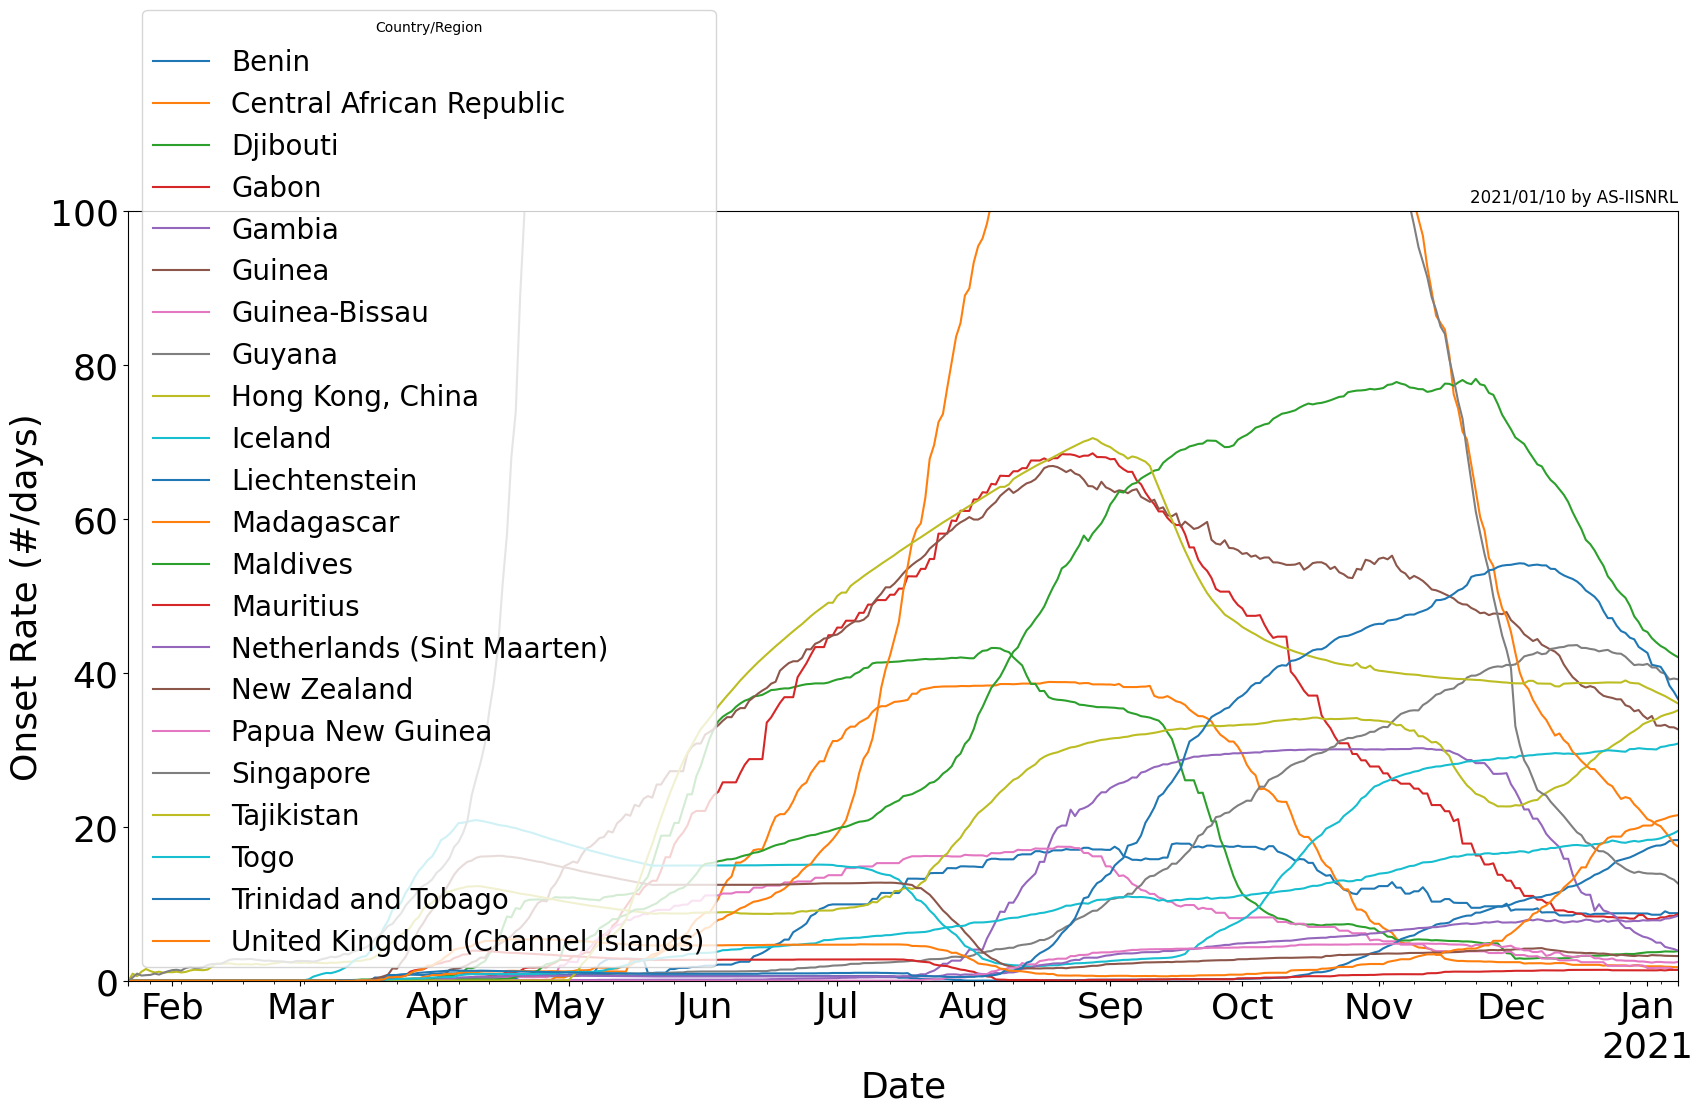 Country/Region
Benin
Central African Republic
Djibouti
Gabon
Gambia
Guinea
Guinea-Bissau
Guyana
Hong Kong, China
Iceland
Liechtenstein
Madagascar
Maldives
Mauritius
Netherlands (Sint Maarten)
New Zealand
Papua New Guinea
Singapore
Tajikistan
Togo
Trinidad and Tobago
United Kingdom (Channel Islands)
2021/01/10 by AS-IISNRL
Onset Rate (#/days)
100
80
60
40
20
0
Feb Mar Apr May Jun Jul Aug Sep Oct Nov Dec Jan
2021
Date